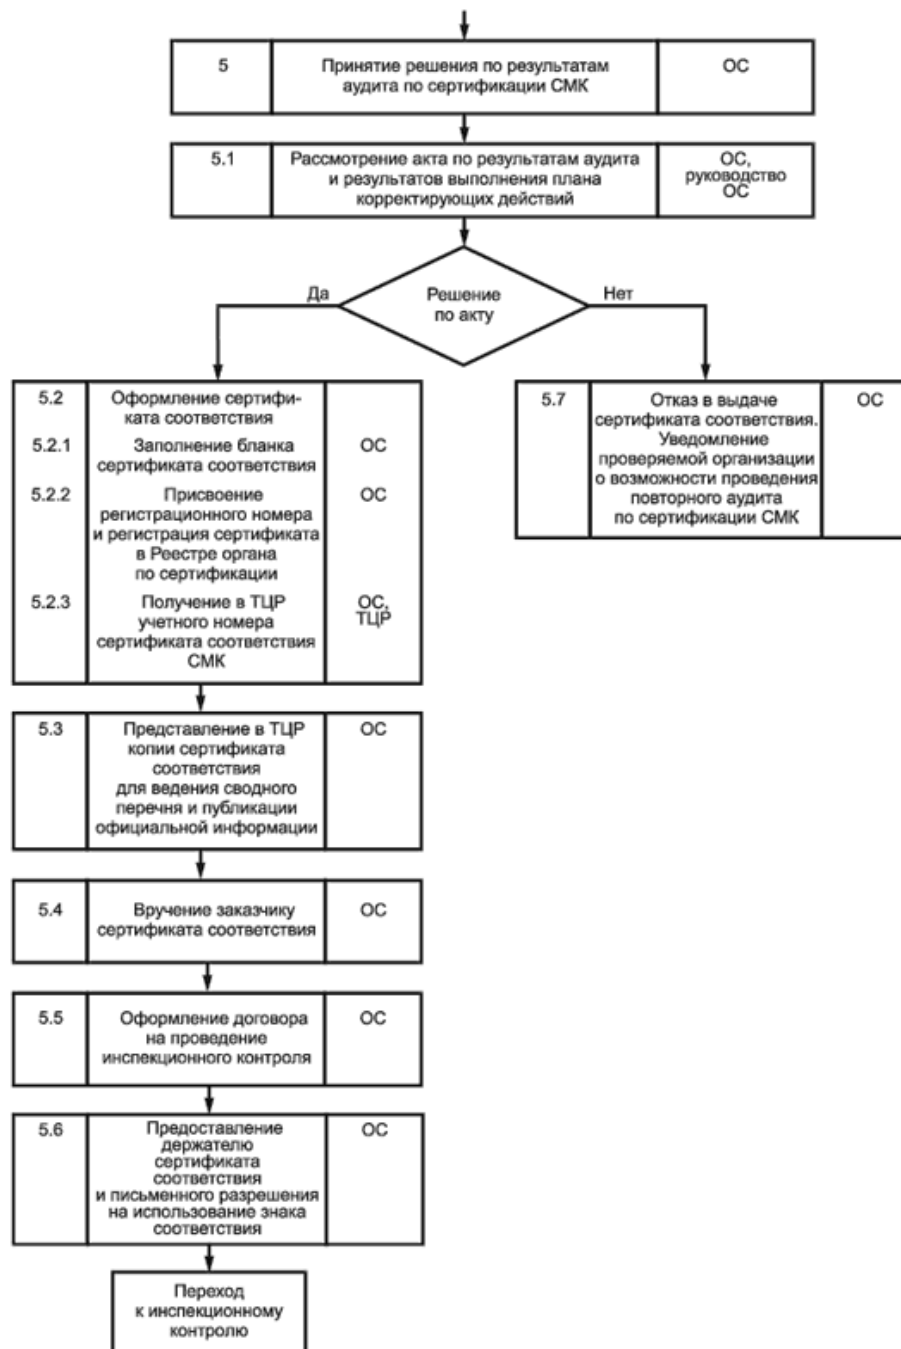 5
Принятие решения по результатам
аудита по сертификации СМК
ОС
5.1
Рассмотрение акта по результатам аудита
и результатов выполнения плана
корректирующих действий
ОС,
руководство
ОС
Да
Решение
по акту
Нет
5.2
Оформление сертифи-
ката соответствия
5.2.1
Заполнение бланка
сертификата соответствия
ОС
5.2.2
Присвоение
регистрационного номера
и регистрация сертификата
в Реестре органа
по сертификации
ОС
5.2.3
Получение в ТЦР
учетного номера
сертификата соответствия
СМК
ОС,
ТЦР
5.7
Отказ в выдаче
сертификата соответствия.
Уведомление
проверяемой организации
о возможности проведения
повторного аудита
по сертификации СМК
ОС
5.3
Представление в ТЦР
копии сертификата
соответствия
для ведения сводного
перечня и публикации
официальной информации
ОС
5.4
Вручение заказчику
сертификата соответствия
ОС
5.5
Оформление договора
на проведение
инспекционного контроля
ОС
5.6
Предоставление
держателю
сертификата
соответствия
и письменного разрешения
на использование знака
соответствия
ОС
Переход
к инспекционному
контролю